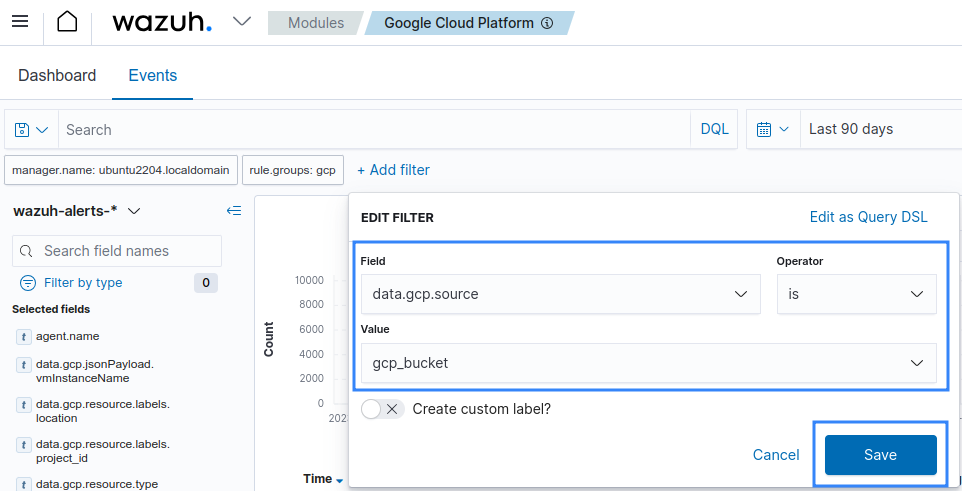 wazuh.
Modules
Google Cloud Platform
Dashboard
Events
Search
DQL
Last 90 days
manager.name: ubuntu2204.localdomain
rule.groups: gcp
+ Add filter
wazuh-alerts-*
Search field names
Filter by type
0
Selected fields
t agent.name
t data.gcp.jsonPayload.
vmInstanceName
t data.gcp.resource.labels.
location
t data.gcp.resource.labels.
project_id
t data.gcp.resource.type
EDIT FILTER
Edit as Query DSL
Field
Operator
data.gcp.source
is
Value
gcp_bucket
Create custom label?
Cancel
Save
Count
10000
8000
6000
4000
2000
0
Time